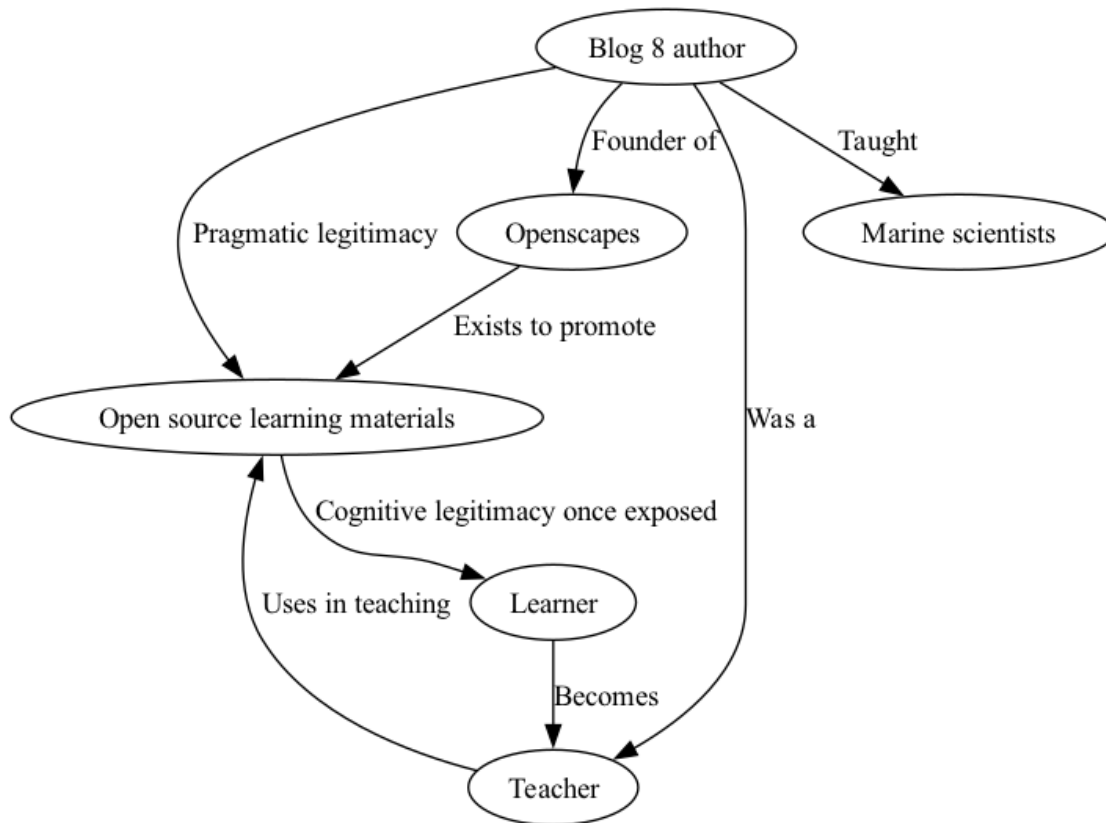 Blog 8 author
Founder of
Taught
Pragmatic legitimacy
Openscapes
Marine scientists
Exists to promote
Open source learning materials
Was a
Cognitive legitimacy once exposed
Uses in teaching
Learner
Becomes
Teacher